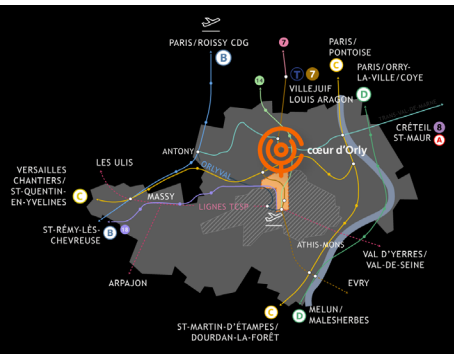 7
PARIS/ROISSY CDG
B
PARIS/
PONTOISE
C
T 7
14
VILLEJUIF
LOUIS ARAGON
PARIS/ORRY-
LA-VILLE/COYE
D
CRÉTEIL 8
ST-MAUR A
cœur d'Orly
ANTONY
ORLYVAL
LES ULIS
VERSAILLES
CHANTIERS/
ST-QUENTIN-
EN-YVELINES
C
MASSY
LIGNES TCSP
ST-RÉMY-LÈS-
CHEVREUSE
B
18
ATHIS-MONS
VAL D'YERRES/
VAL-DE-SEINE
ARPAJON
EVRY
C
D
MELUN/
MALESHERBES
ST-MARTIN-D'ÉTAMPES/
DOURDAN-LA-FORÊT